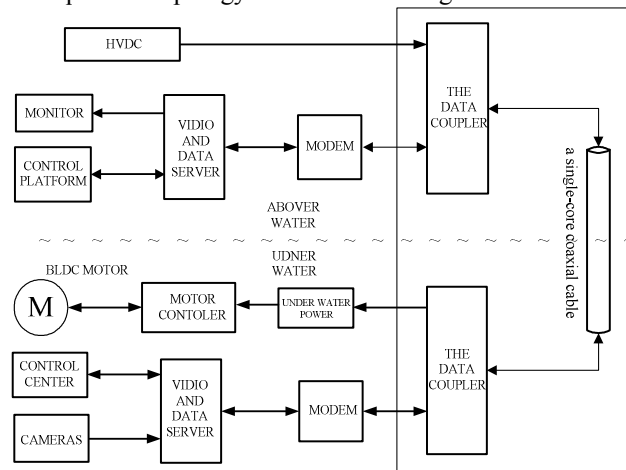 HVDC
THE
DATA
COUPLER
MONITOR
VIDIO
AND
DATA
SERVER
MODEM
CONTROL
PLATFORM
a single-core coaxial cable
ABOVER
WATER
~ ~ ~ ~ ~ ~ ~ ~ ~ ~ ~ ~ ~ ~ ~ ~ ~ ~ ~ ~ ~ ~
UDNER
WATER
BLDC MOTOR
M
MOTOR
CONTOLER
UNDER WATER
POWER
THE
DATA
COUPLER
CONTROL
CENTER
VIDIO
AND
DATA
SERVER
MODEM
CAMERAS